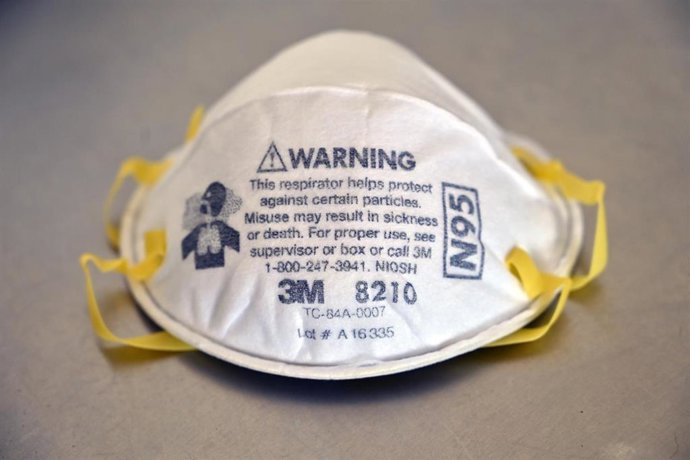 ⚠WARNING
This respirator helps protect
against certain particles.
Misuse may result in sickness
or death. For proper use, see
supervisor or box or call 3M
1-800-247-3941. NIOSH
N95
3M 8210
TC-84A-0007
Lot # A16335